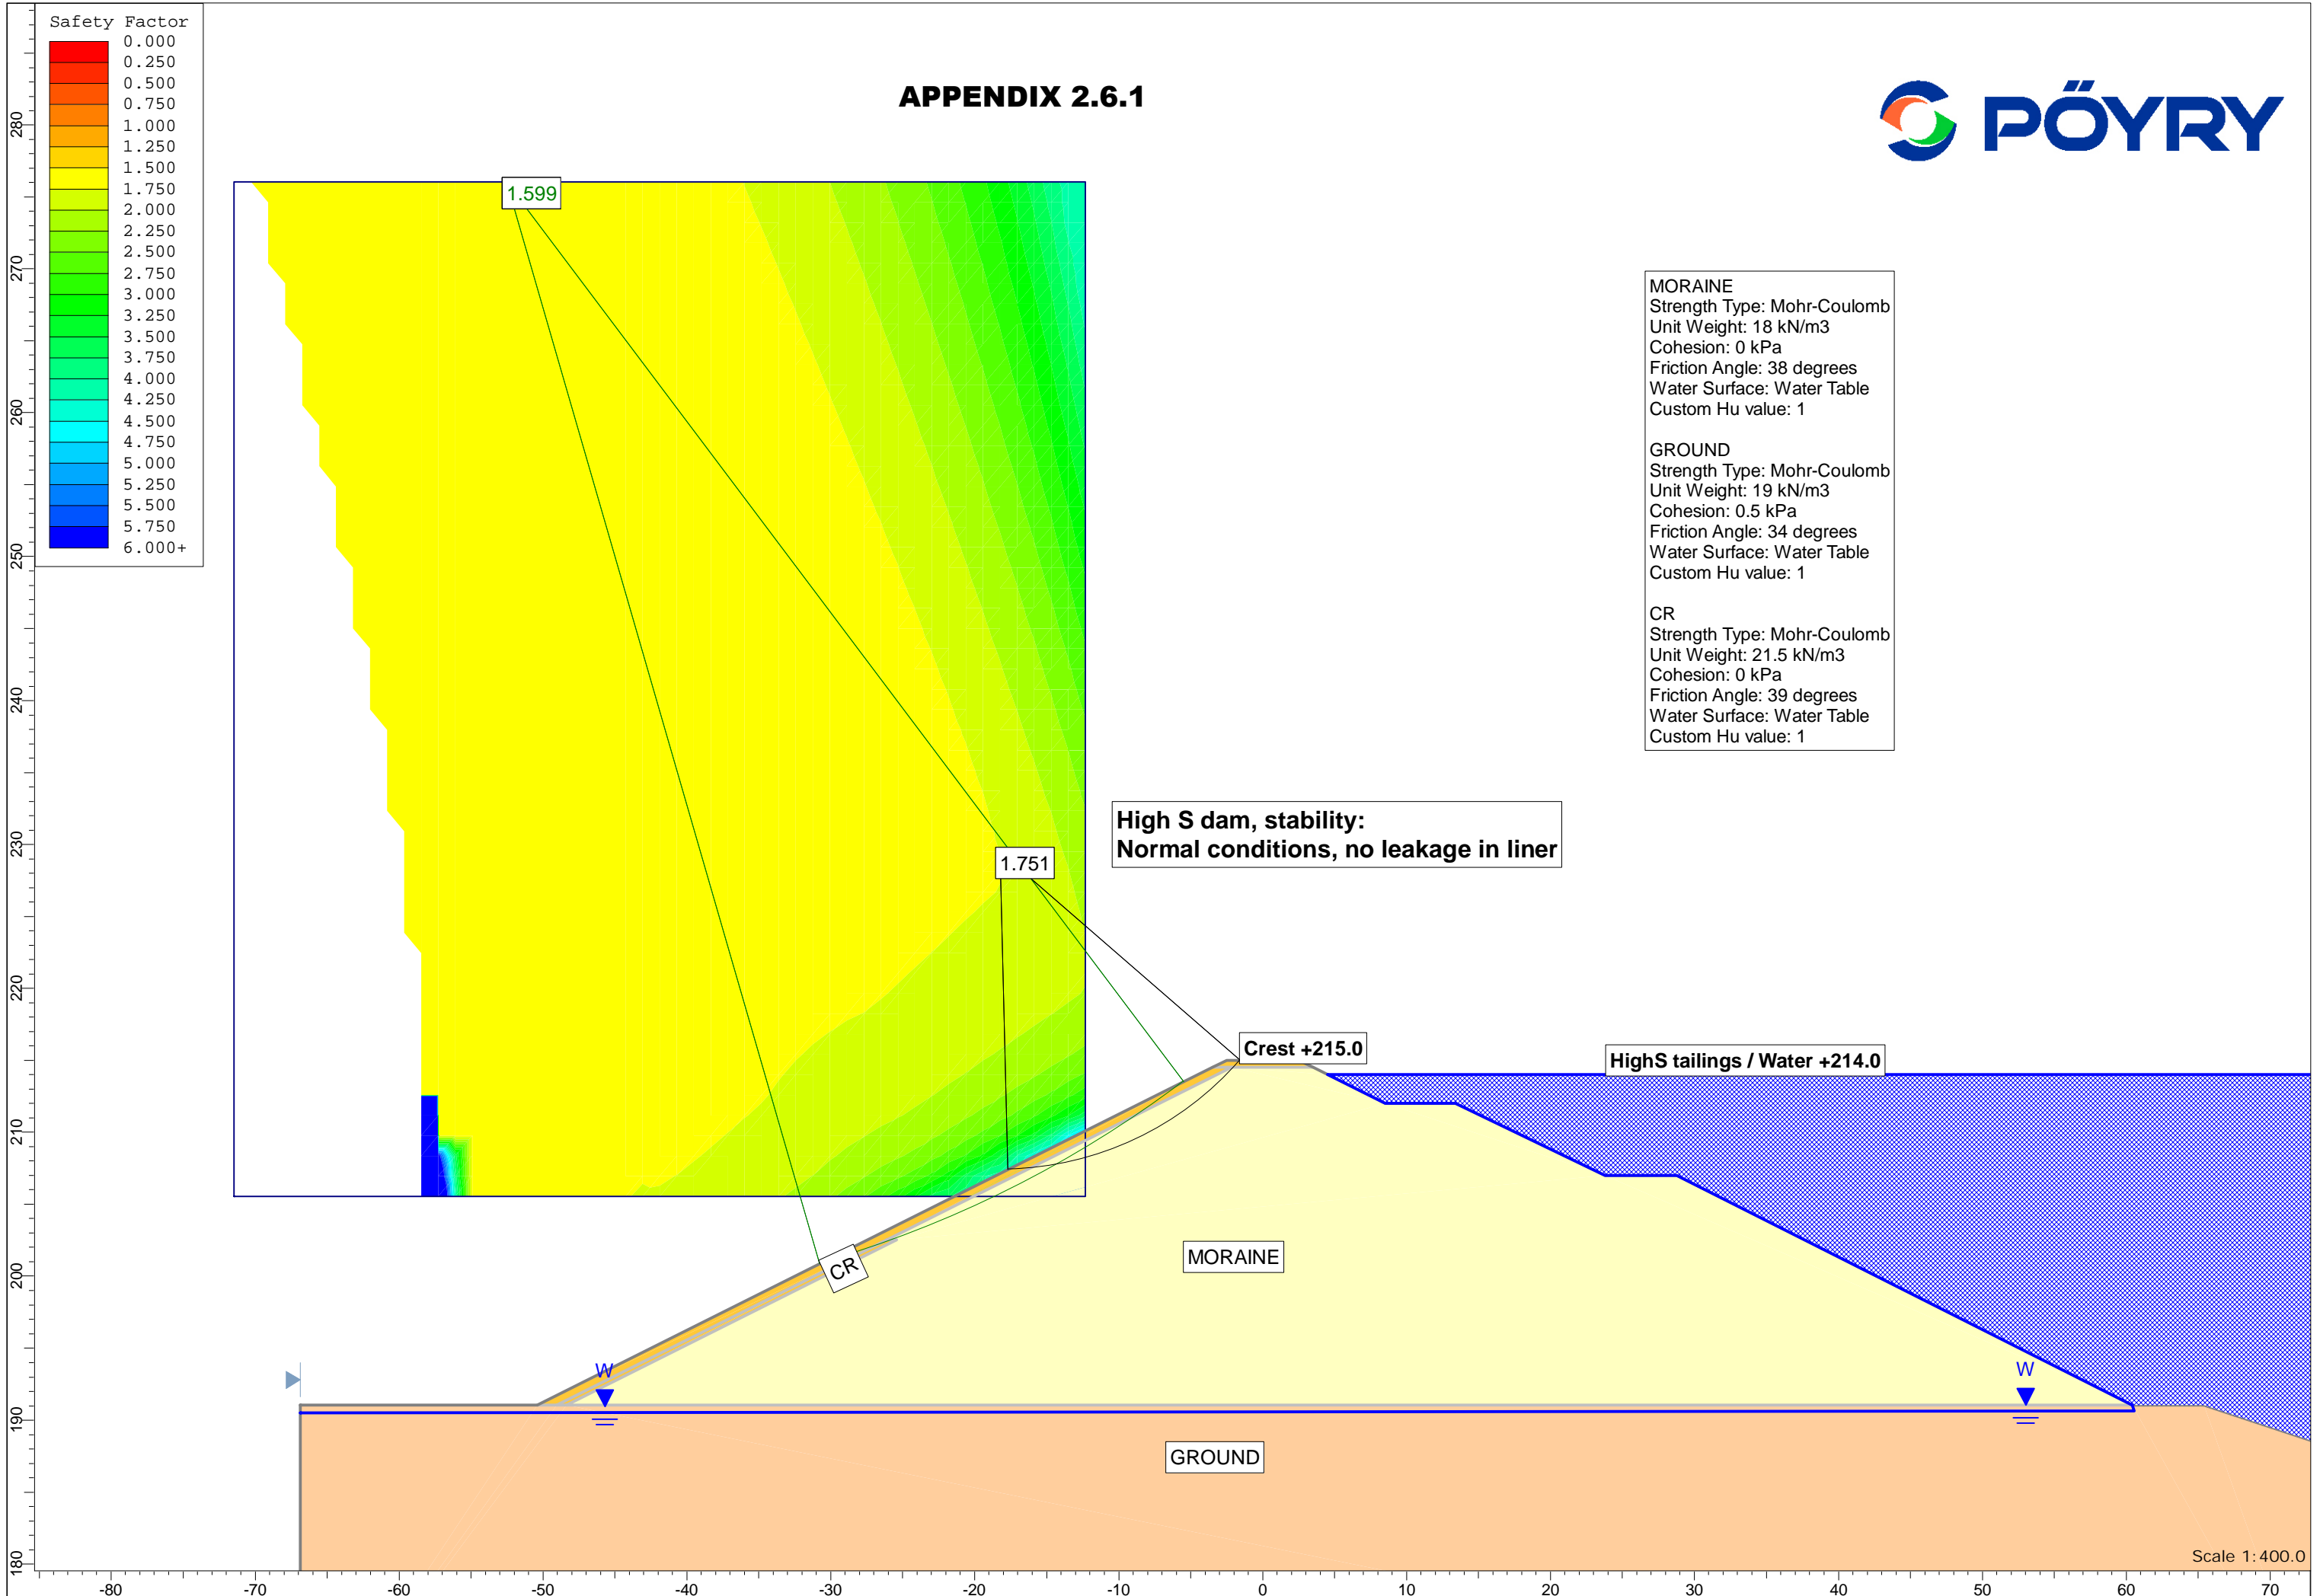 Safety Factor
0.000
0.250
0.500
0.750
1.000
1.250
1.500
1.750
2.000
2.250
2.500
2.750
3.000
3.250
3.500
3.750
4.000
4.250
4.500
4.750
5.000
5.250
5.500
5.750
6.000+
APPENDIX 2.6.1
PÖYRY
1.599
MORAINE
Strength Type: Mohr-Coulomb
Unit Weight: 18 kN/m3
Cohesion: 0 kPa
Friction Angle: 38 degrees
Water Surface: Water Table
Custom Hu value: 1
GROUND
Strength Type: Mohr-Coulomb
Unit Weight: 19 kN/m3
Cohesion: 0.5 kPa
Friction Angle: 34 degrees
Water Surface: Water Table
Custom Hu value: 1
CR
Strength Type: Mohr-Coulomb
Unit Weight: 21.5 kN/m3
Cohesion: 0 kPa
Friction Angle: 39 degrees
Water Surface: Water Table
Custom Hu value: 1
High S dam, stability:
Normal conditions, no leakage in liner
1.751
Crest +215.0
HighS tailings / Water +214.0
MORAINE
CR
W
W
GROUND
Scale 1:400.0
280
270
260
250
240
230
220
210
200
190
180
-80
-70
-60
-50
-40
-30
-20
-10
0
10
20
30
40
50
60
70